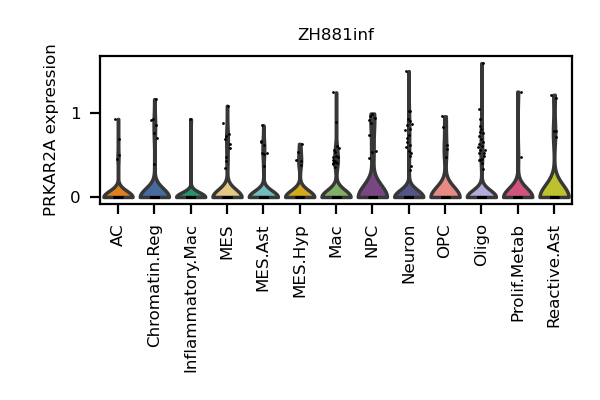 ZH881inf
PRKAR2A expression
1
0
AC
Chromatin.Reg
Inflammatory.Mac
MES
MES.Ast
MES.Hyp
Mac
NPC
Neuron
OPC
Oligo
Prolif.Metab
Reactive.Ast